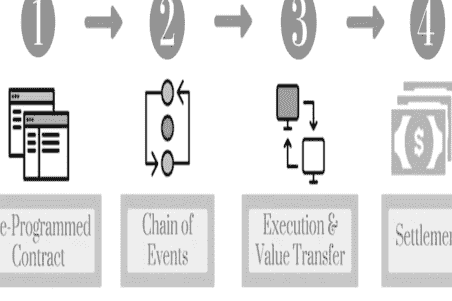 1
2
3
4
$
e-Programmed
Contract
Chain of
Events
Execution &
Value Transfer
Settlemen